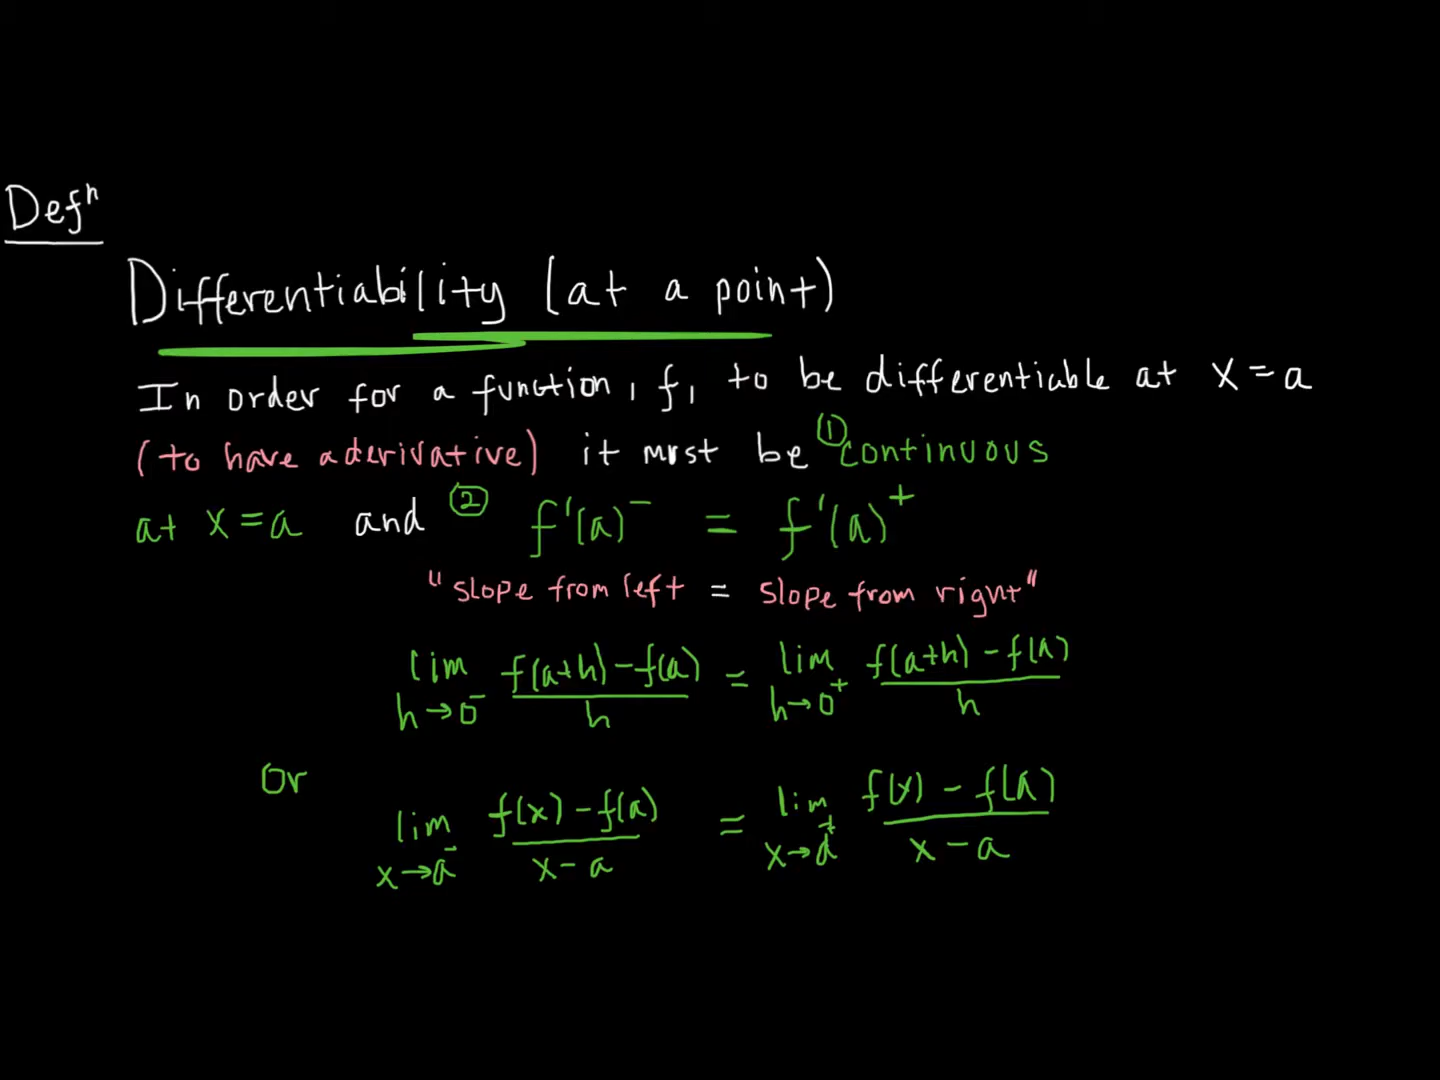 Defⁿ
Differentiability (at a point)
In order for a function, f, to be differentiable at x = a
(to have a derivative) it must be ① continuous
at x = a and ② f'(a)⁻ = f'(a)⁺
"slope from left = slope from right"
lim h→0⁻ f(a+h) - f(a) / h = lim h→0⁺ f(a+h) - f(a) / h
Or
lim x→a⁻ f(x) - f(a) / x - a = lim x→a⁺ f(x) - f(a) / x - a